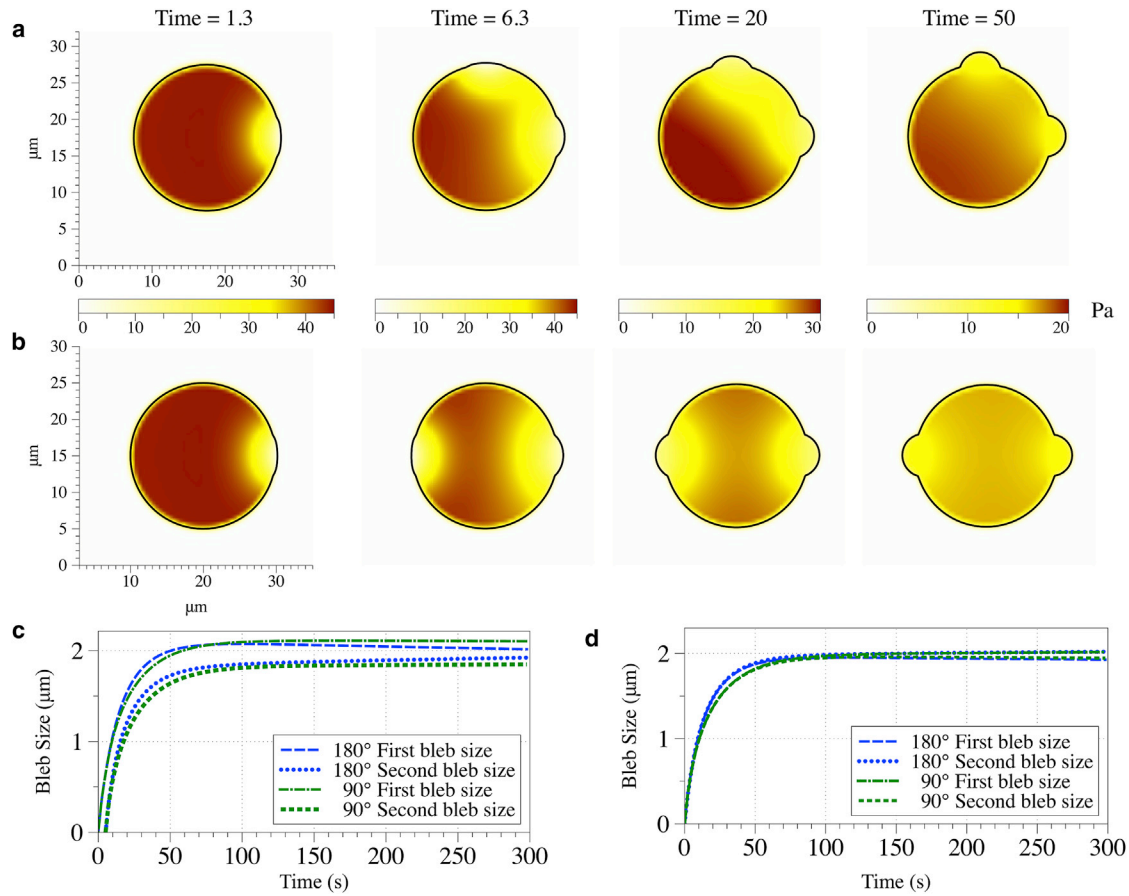 a
Time = 1.3
Time = 6.3
Time = 20
Time = 50
30
25
20
15
10
5
0
µm
0 10 20 30
0 10 20 30 40
0 10 20 30 40
0 10 20 30
0 10 20
Pa
b
30
25
20
15
10
5
0
µm
10 20 30
µm
c
2
1
0
Bleb Size (µm)
180° First bleb size
180° Second bleb size
90° First bleb size
90° Second bleb size
0 50 100 150 200 250 300
Time (s)
d
2
1
0
Bleb Size (µm)
180° First bleb size
180° Second bleb size
90° First bleb size
90° Second bleb size
0 50 100 150 200 250 300
Time (s)